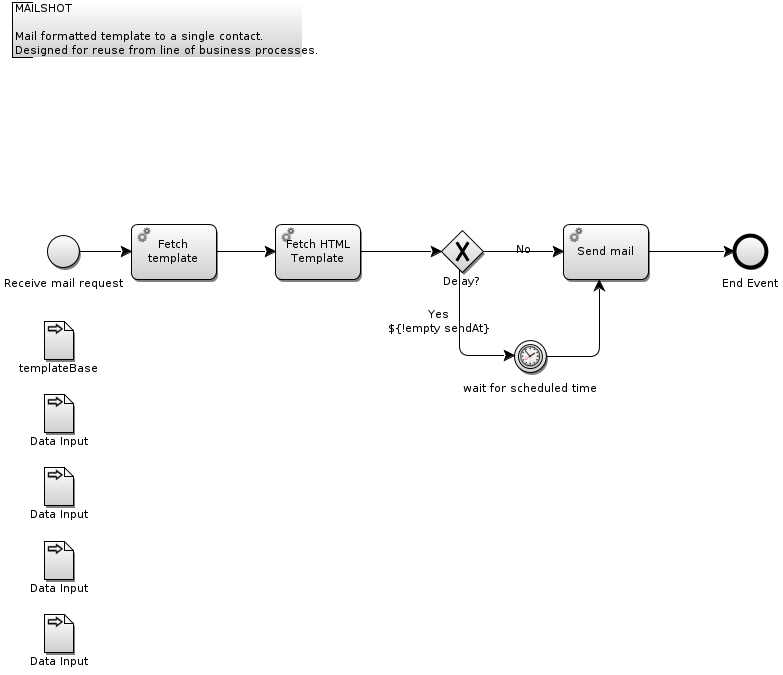 MAILSHOT
Mail formatted template to a single contact.
Designed for reuse from line of business processes.
Fetch
template
Fetch HTML
Template
No
Send mail
Receive mail request
Delay?
End Event
Yes
${!empty sendAt}
templateBase
wait for scheduled time
Data Input
Data Input
Data Input
Data Input